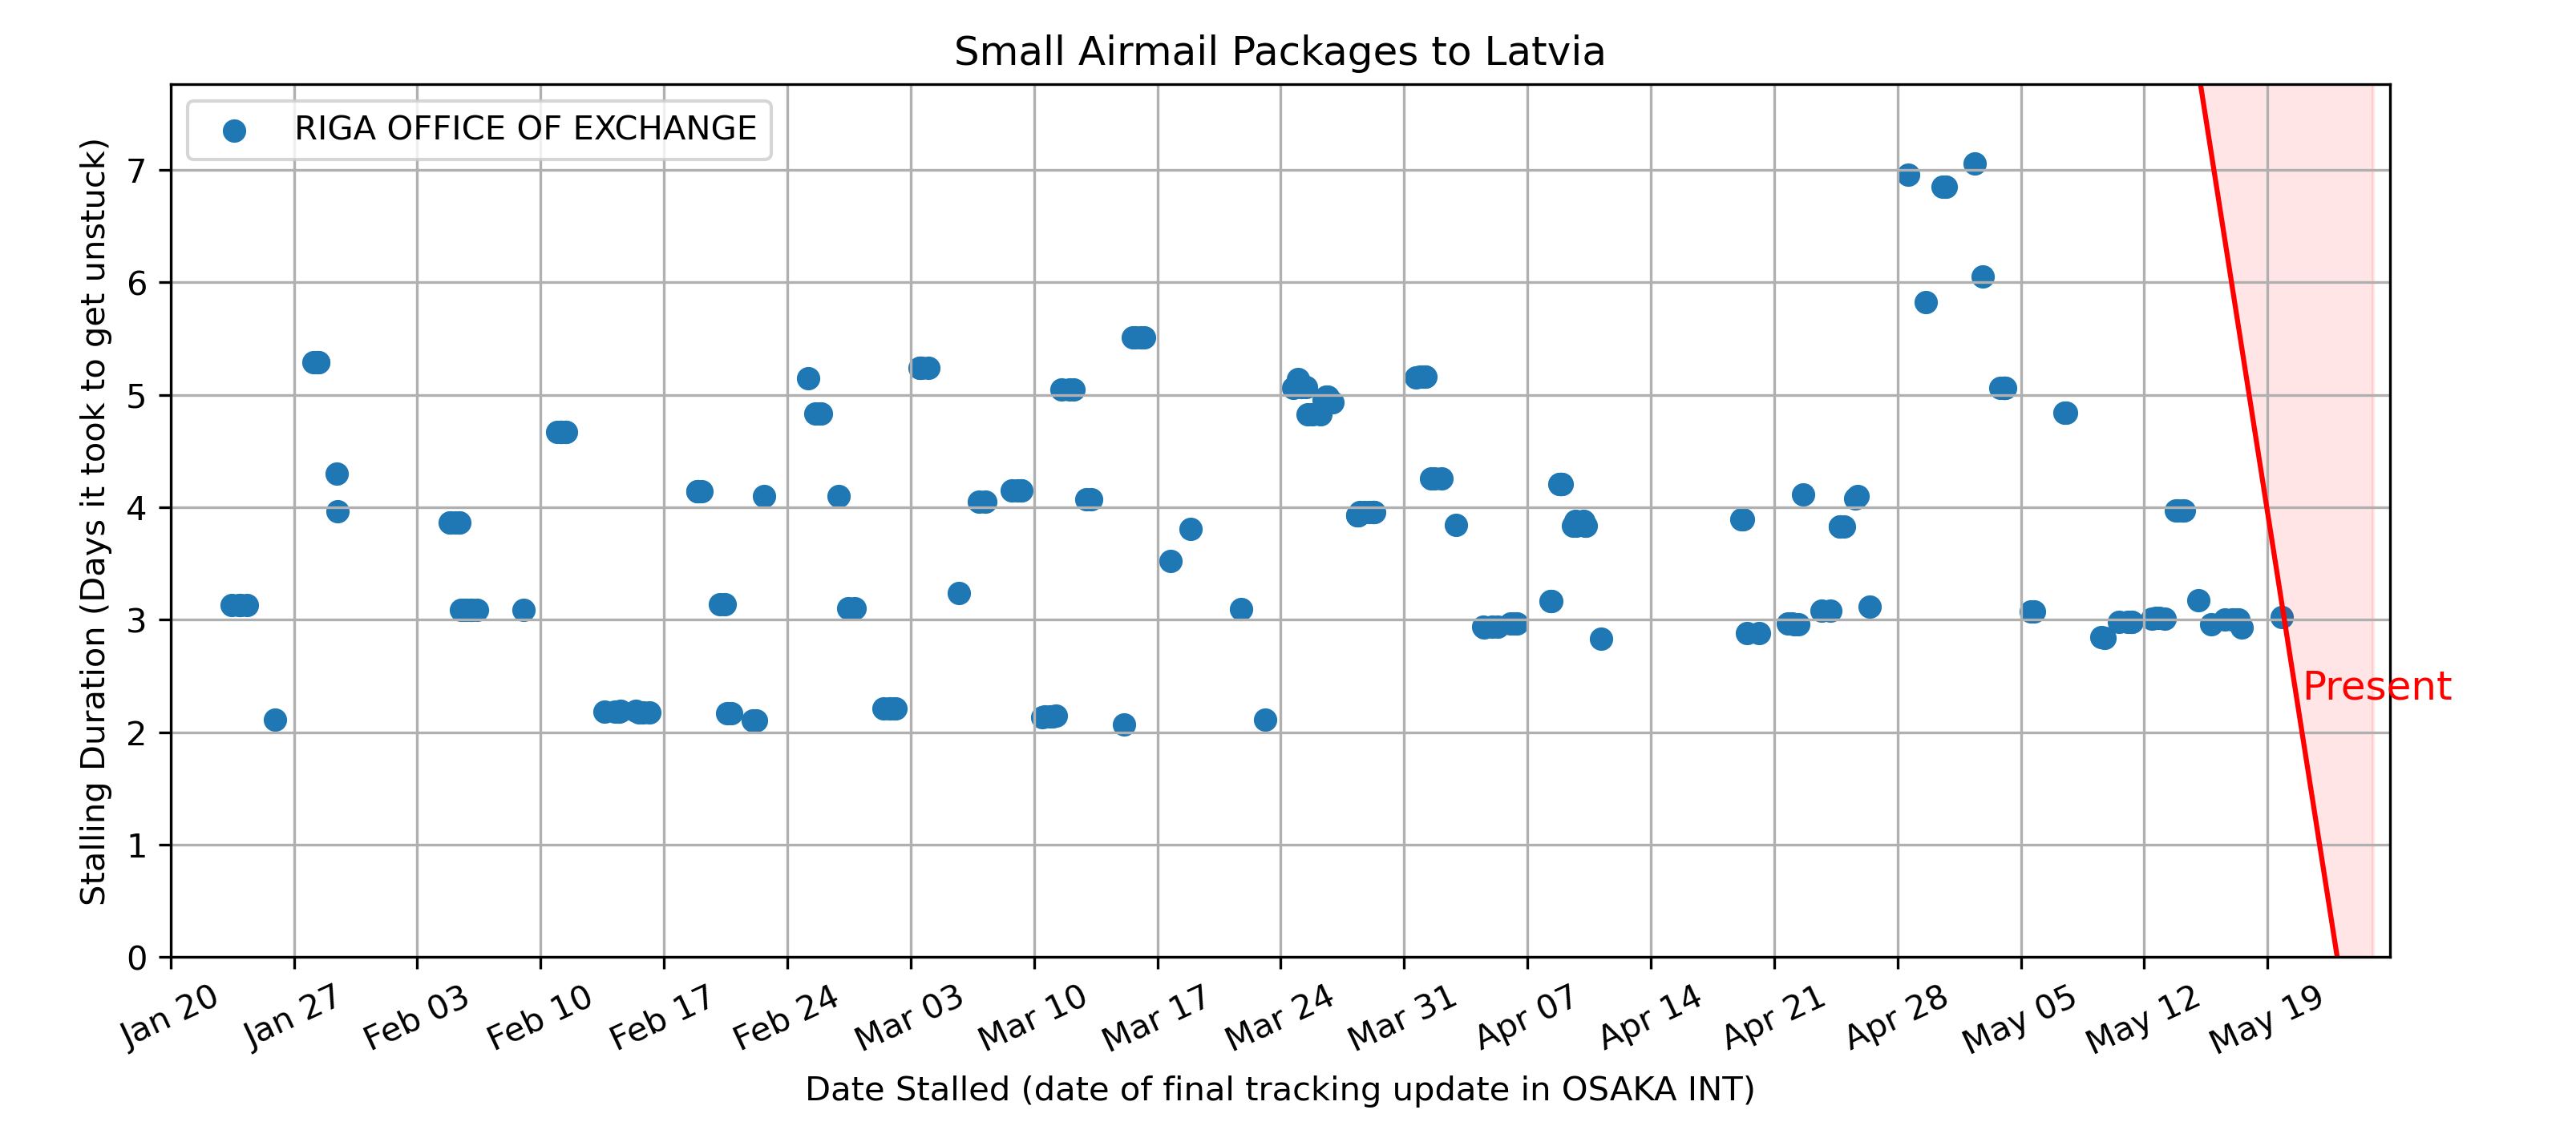 Small Airmail Packages to Latvia
RIGA OFFICE OF EXCHANGE
Stalling Duration (Days it took to get unstuck)
7
6
5
4
3
2
1
0
Present
Jan 20
Jan 27
Feb 03
Feb 10
Feb 17
Feb 24
Mar 03
Mar 10
Mar 17
Mar 24
Mar 31
Apr 07
Apr 14
Apr 21
Apr 28
May 05
May 12
May 19
Date Stalled (date of final tracking update in OSAKA INT)